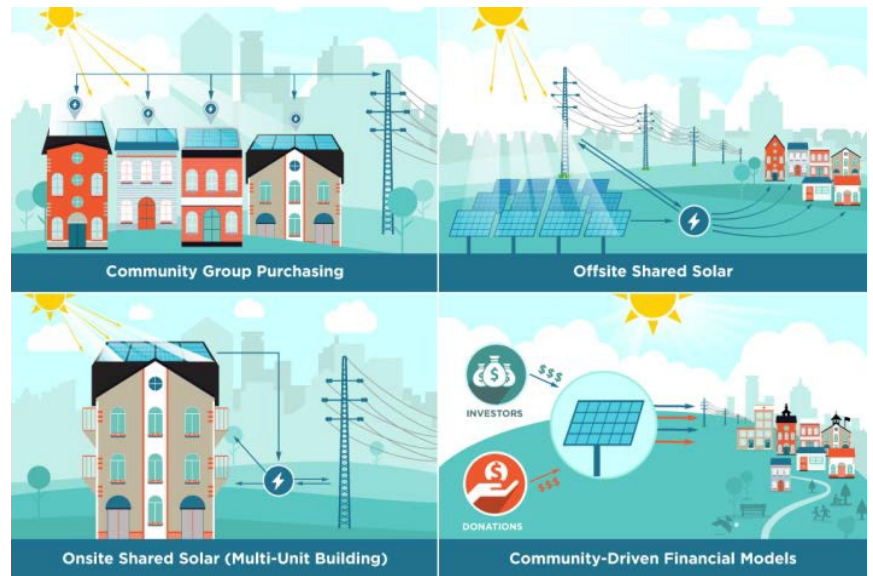 Community Group Purchasing
Offsite Shared Solar
Onsite Shared Solar (Multi-Unit Building)
$
INVESTORS
$$$
$
DONATIONS
$$$
Community-Driven Financial Models